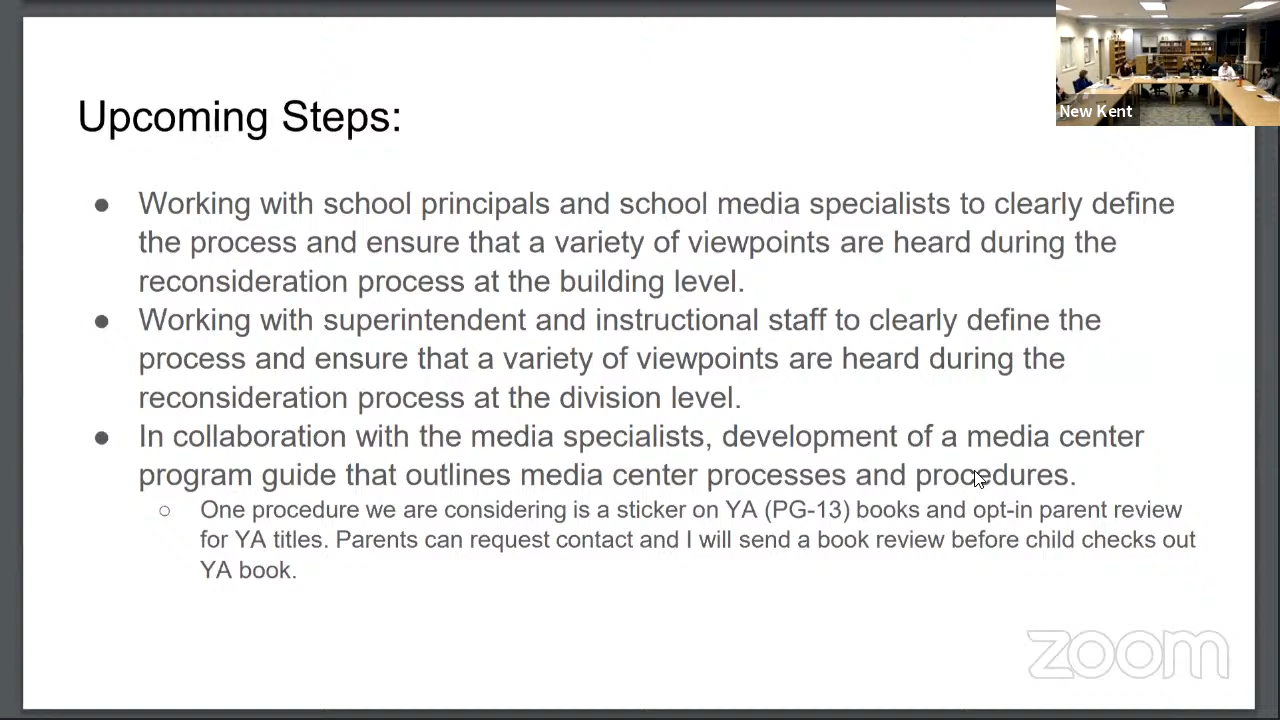 New Kent
Upcoming Steps:
● Working with school principals and school media specialists to clearly define
the process and ensure that a variety of viewpoints are heard during the
reconsideration process at the building level.
● Working with superintendent and instructional staff to clearly define the
process and ensure that a variety of viewpoints are heard during the
reconsideration process at the division level.
● In collaboration with the media specialists, development of a media center
program guide that outlines media center processes and procedures.
○ One procedure we are considering is a sticker on YA (PG-13) books and opt-in parent review
for YA titles. Parents can request contact and I will send a book review before child checks out
YA book.
zoom